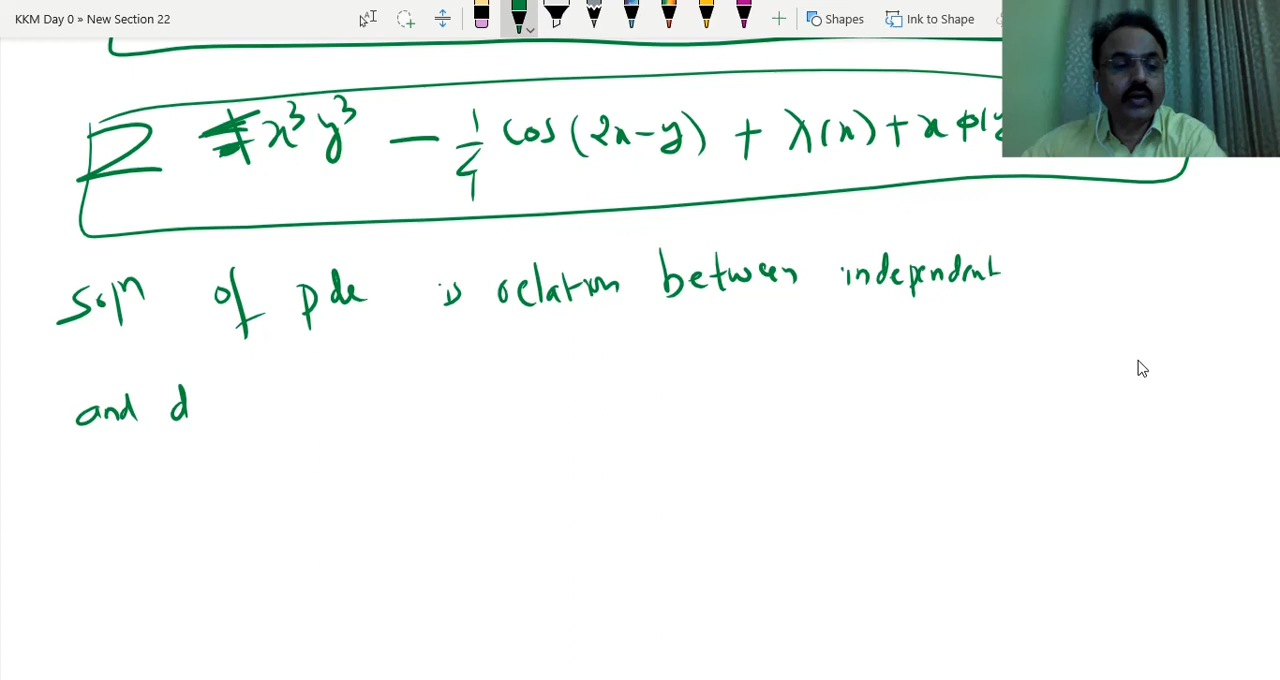 KKM Day 0 » New Section 22
Shapes Ink to Shape
Z x³y³ - 1/4 cos(2x-y) + λ(x) + x φ(y
Soln of pde is relation between independent
and d